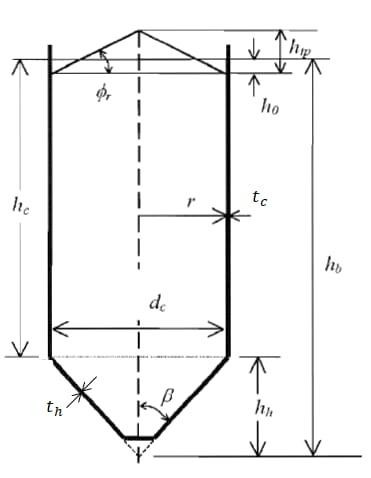 h_tp
ϕ_r
h_0
h_c
r
t_c
h_b
d_c
t_h
β
h_h